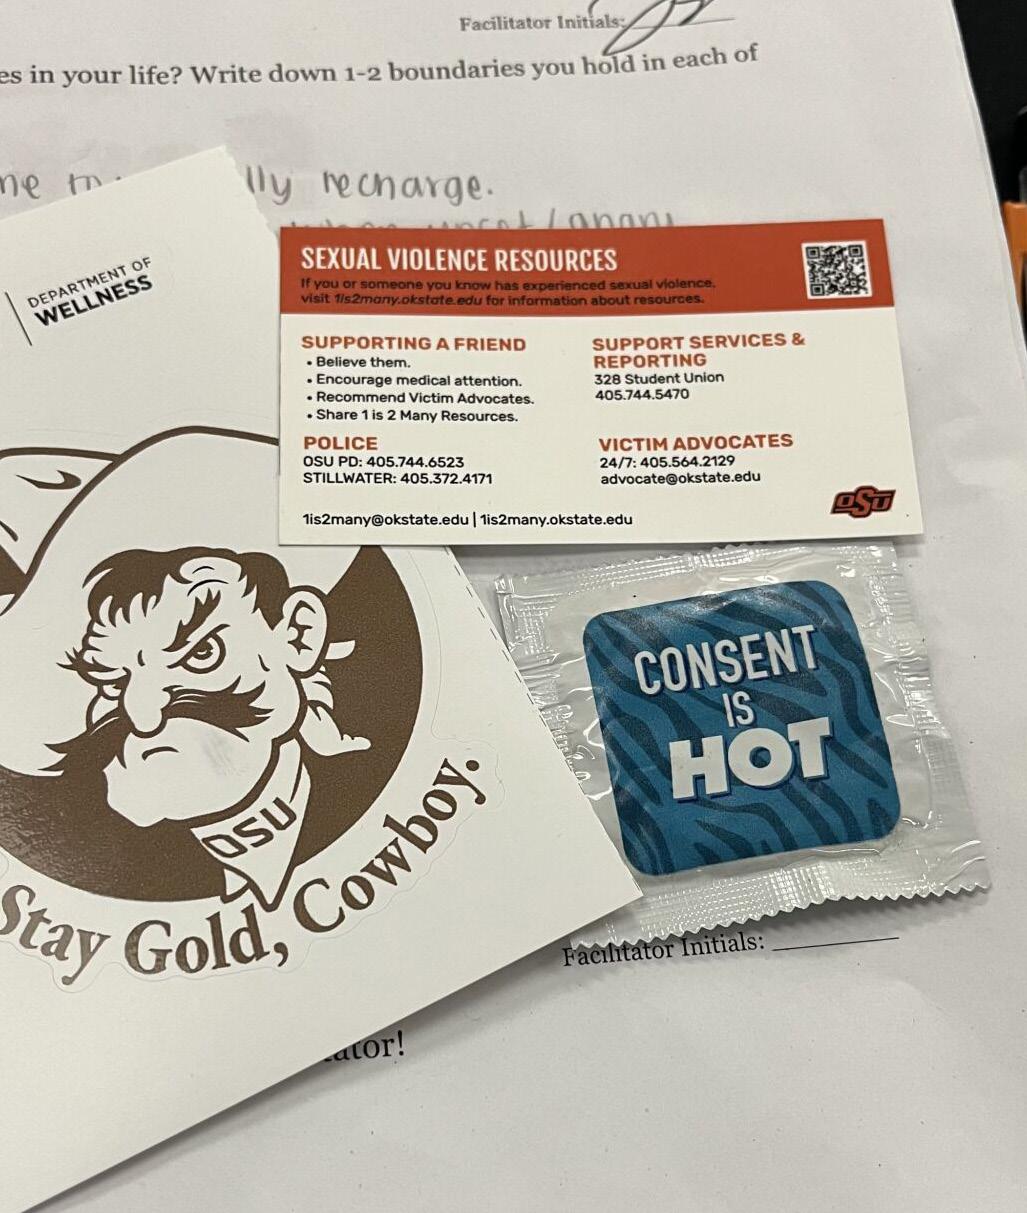 Facilitator Initials:
es in your life? Write down 1-2 boundaries you hold in each of
recharge.
DEPARTMENT OF
WELLNESS
SEXUAL VIOLENCE RESOURCES
If you or someone you know has experienced sexual violence,
visit 1is2many.okstate.edu for information about resources.
SUPPORTING A FRIEND
• Believe them.
• Encourage medical attention.
• Recommend Victim Advocates.
• Share 1 is 2 Many Resources.
SUPPORT SERVICES &
REPORTING
328 Student Union
405.744.5470
POLICE
OSU PD: 405.744.6523
STILLWATER: 405.372.4171
VICTIM ADVOCATES
24/7: 405.564.2129
advocate@okstate.edu
OSU
1is2many@okstate.edu | 1is2many.okstate.edu
CONSENT
IS
HOT
OSU
Stay Gold, Cowboy.
Facilitator Initials:
ator!